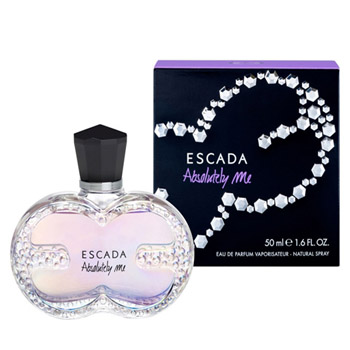 ESCADA
Absolutely Me
50 ml ℮ 1.6 FL. OZ.
EAU DE PARFUM VAPORISATEUR - NATURAL SPRAY
ESCADA
Absolutely Me